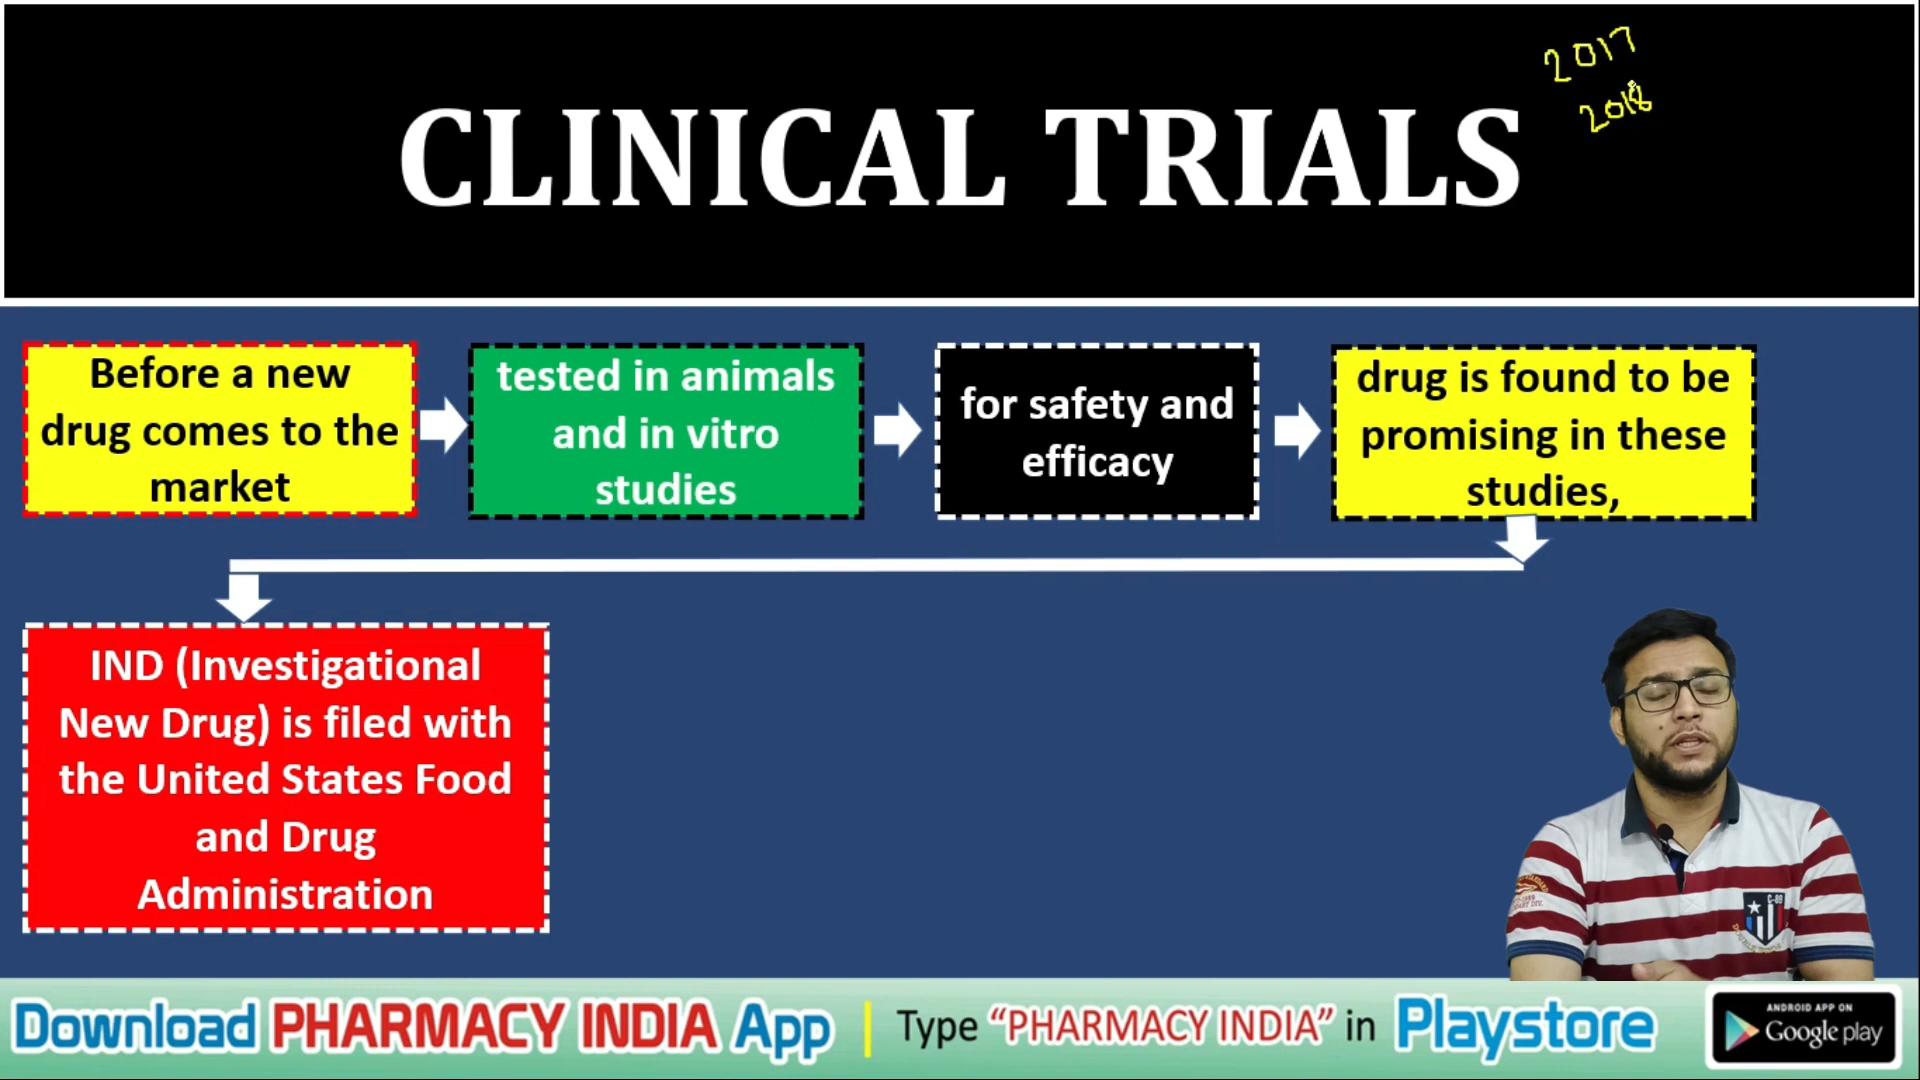 2017
2018
CLINICAL TRIALS
Before a new
drug comes to the
market
tested in animals
and in vitro
studies
for safety and
efficacy
drug is found to be
promising in these
studies,
IND (Investigational
New Drug) is filed with
the United States Food
and Drug
Administration
C-89
Download PHARMACY INDIA App | Type “PHARMACY INDIA” in Playstore
ANDROID APP ON
Google play